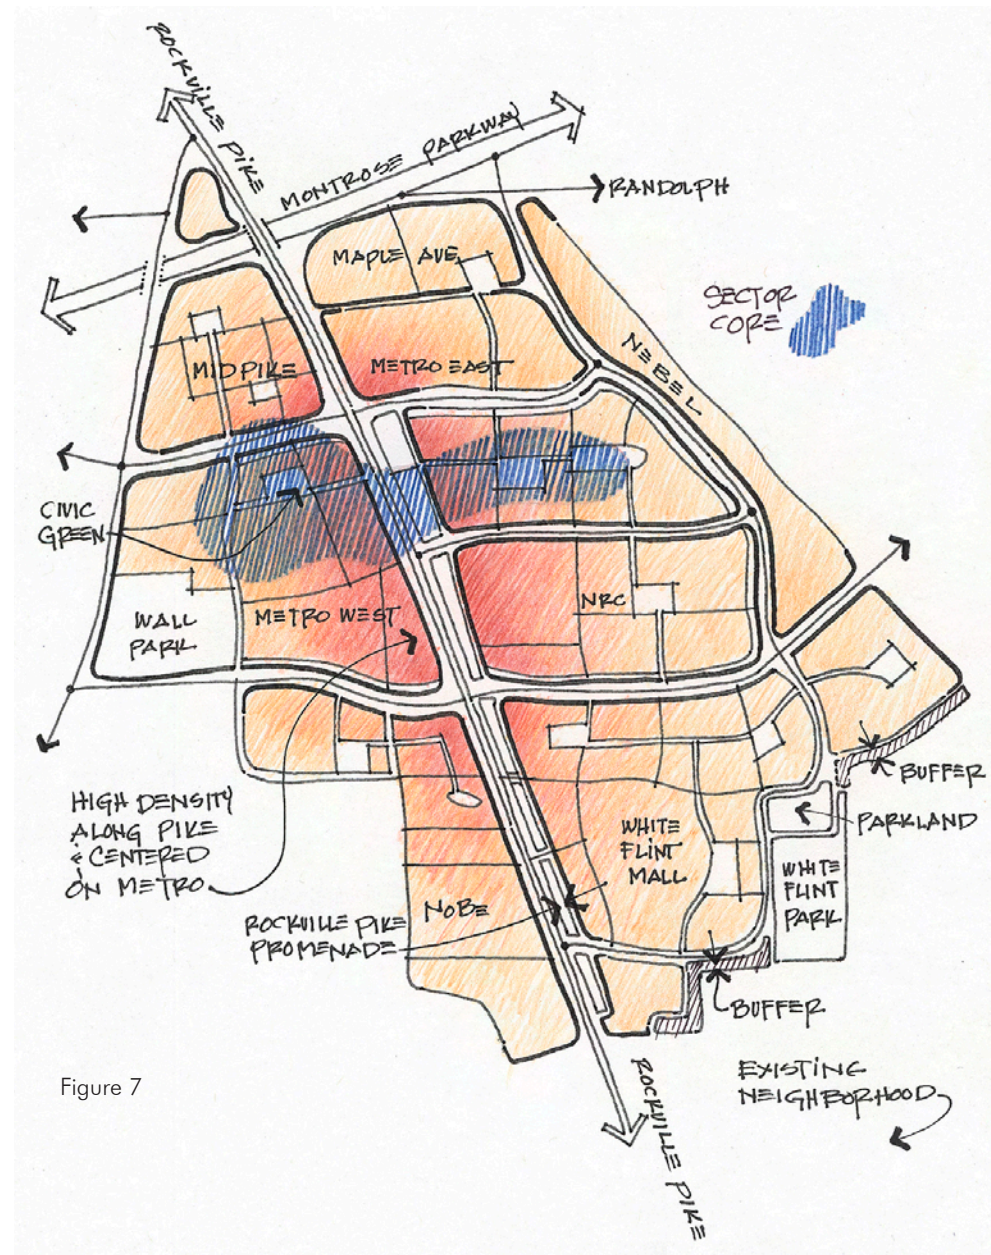 ROCKVILLE PIKE
MONTROSE PARKWAY
RANDOLPH
MAPLE AVE
SECTOR
CORE
MID PIKE
METRO EAST
NEBEL
CIVIC
GREEN
WALL
PARK
METRO WEST
NRC
HIGH DENSITY
ALONG PIKE
& CENTERED
ON METRO
BUFFER
PARKLAND
WHITE
FLINT
MALL
WHITE
FLINT
PARK
NOBE
ROCKVILLE PIKE
PROMENADE
BUFFER
Figure 7
EXISTING
NEIGHBORHOOD
ROCKVILLE PIKE